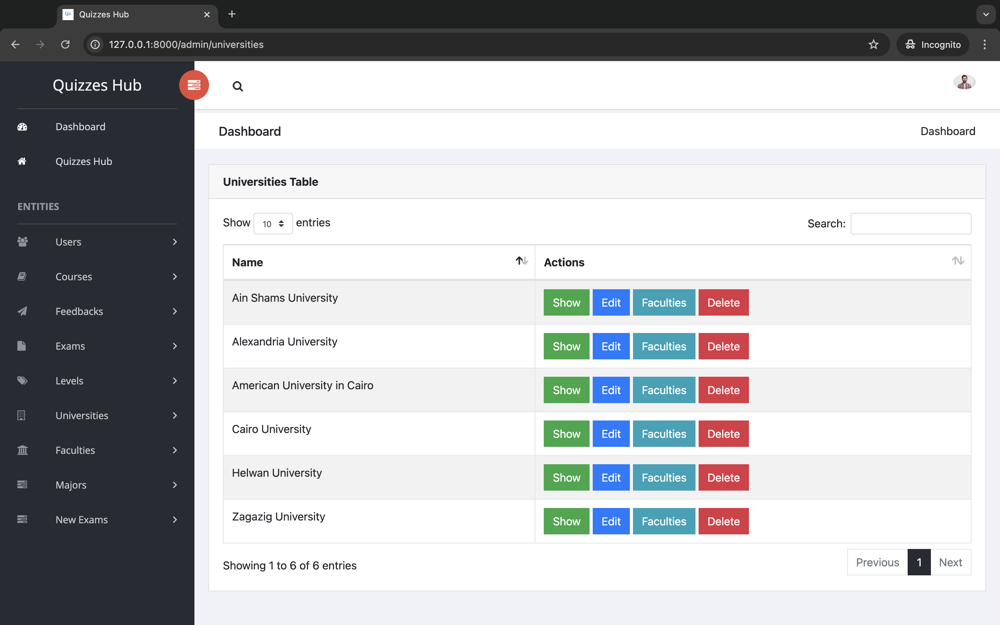 Quizzes Hub
127.0.0.1:8000/admin/universities
Incognito
Quizzes Hub
Dashboard
Quizzes Hub
ENTITIES
Users
Courses
Feedbacks
Exams
Levels
Universities
Faculties
Majors
New Exams
Dashboard
Dashboard
Universities Table
Show 10 entries
Search:
Name Actions
Ain Shams University Show Edit Faculties Delete
Alexandria University Show Edit Faculties Delete
American University in Cairo Show Edit Faculties Delete
Cairo University Show Edit Faculties Delete
Helwan University Show Edit Faculties Delete
Zagazig University Show Edit Faculties Delete
Showing 1 to 6 of 6 entries
Previous 1 Next